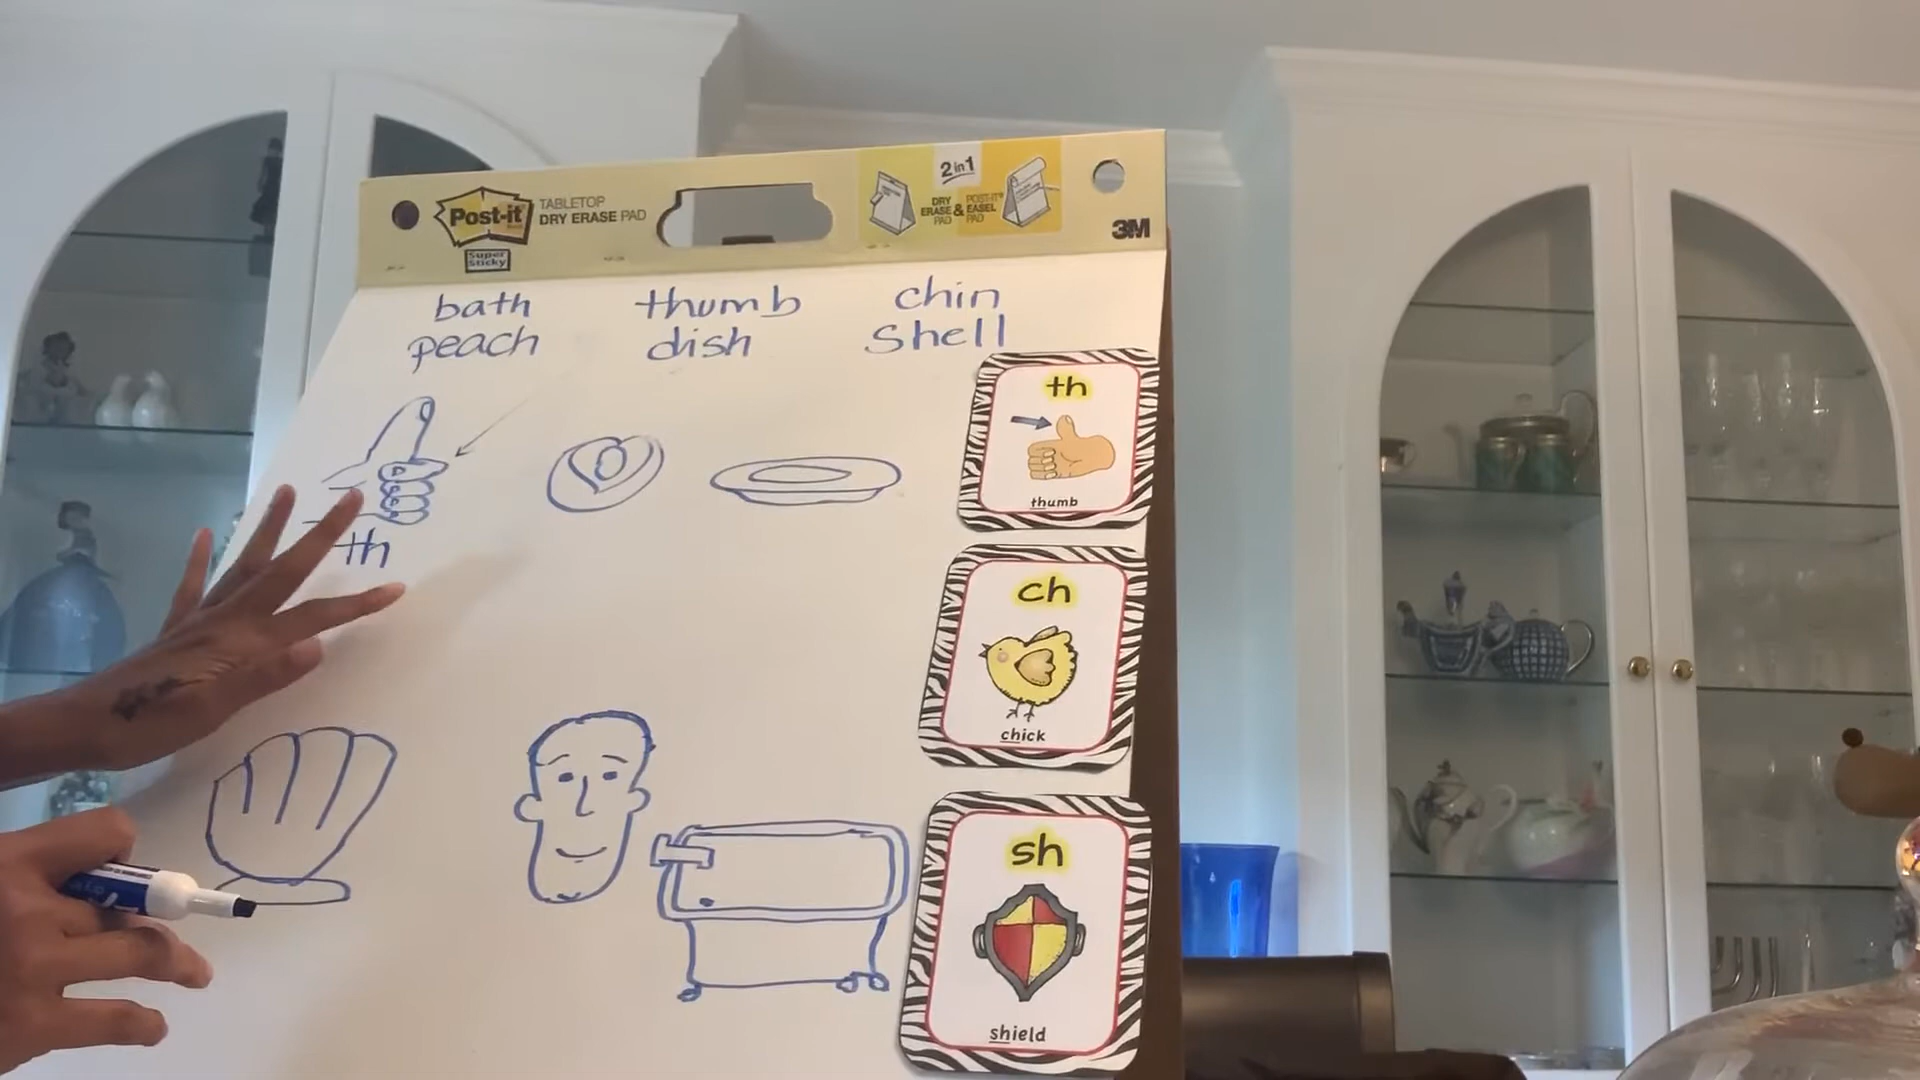 2 in 1
Post-it
Super Sticky
TABLETOP
DRY ERASE PAD
DRY ERASE PAD
&
POST-IT® EASEL PAD
3M
bath thumb chin
peach dish shell
th
th
thumb
ch
chick
sh
shield